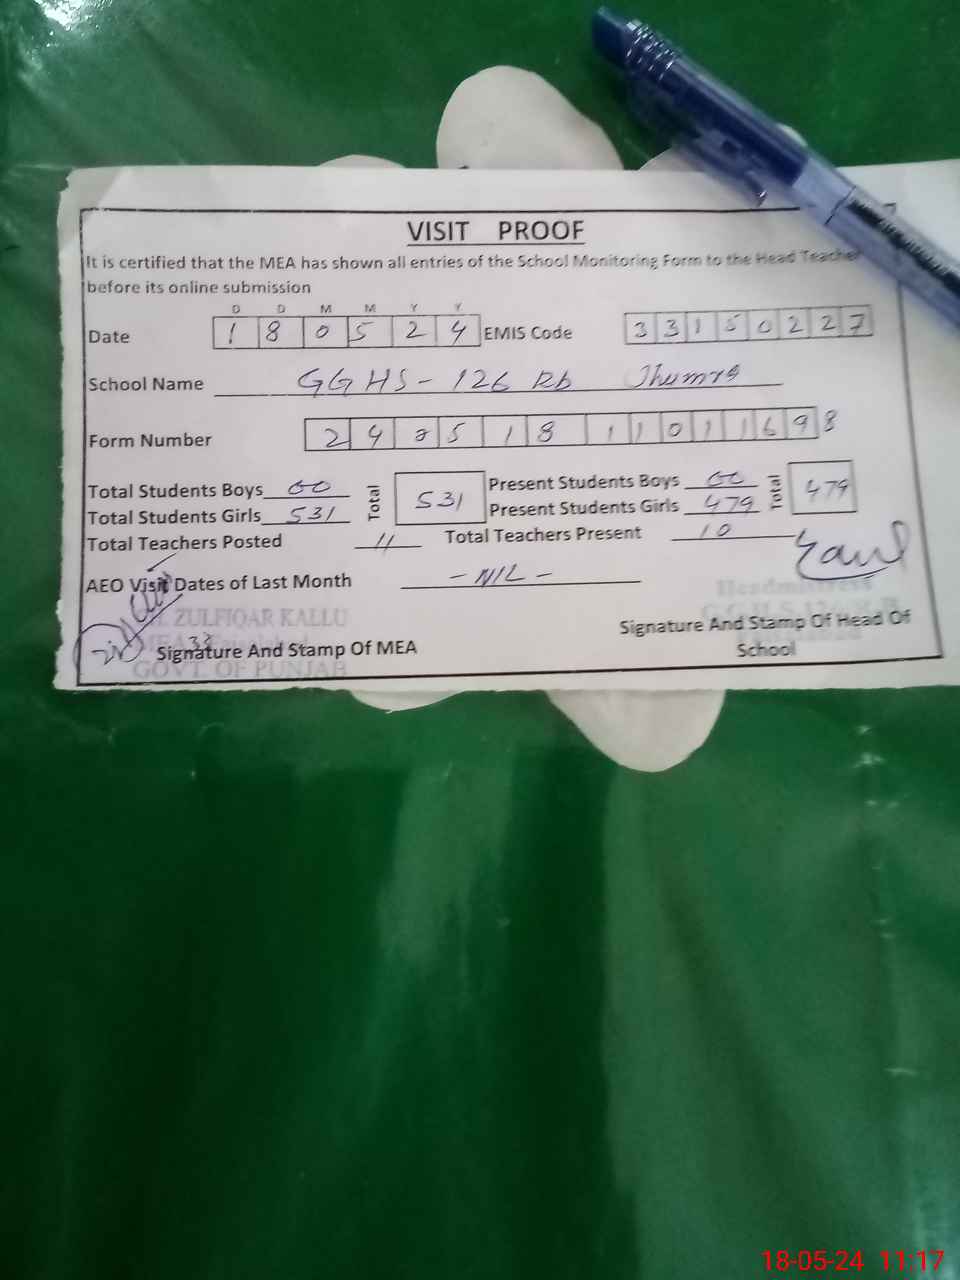 VISIT PROOF
It is certified that the MEA has shown all entries of the School Monitoring Form to the Head Teacher
before its online submission
D D M M Y Y
Date 1 8 0 5 2 4 EMIS Code 3 3 1 5 0 2 2 7
School Name GGHS - 126 Rb Jhumra
Form Number 2 4 0 5 1 8 1 1 0 1 1 6 9 8
Total Students Boys 00 Total 531 Present Students Boys 00 Total 479
Total Students Girls 531 Present Students Girls 479
Total Teachers Posted 11 Total Teachers Present 10
AEO Visit Dates of Last Month - NIL -
Headmistress
ZULFIQAR KALLU
Signature And Stamp Of Head Of
School
33
Signature And Stamp Of MEA
GOVT. OF PUNJAB
18-05-24 11:17